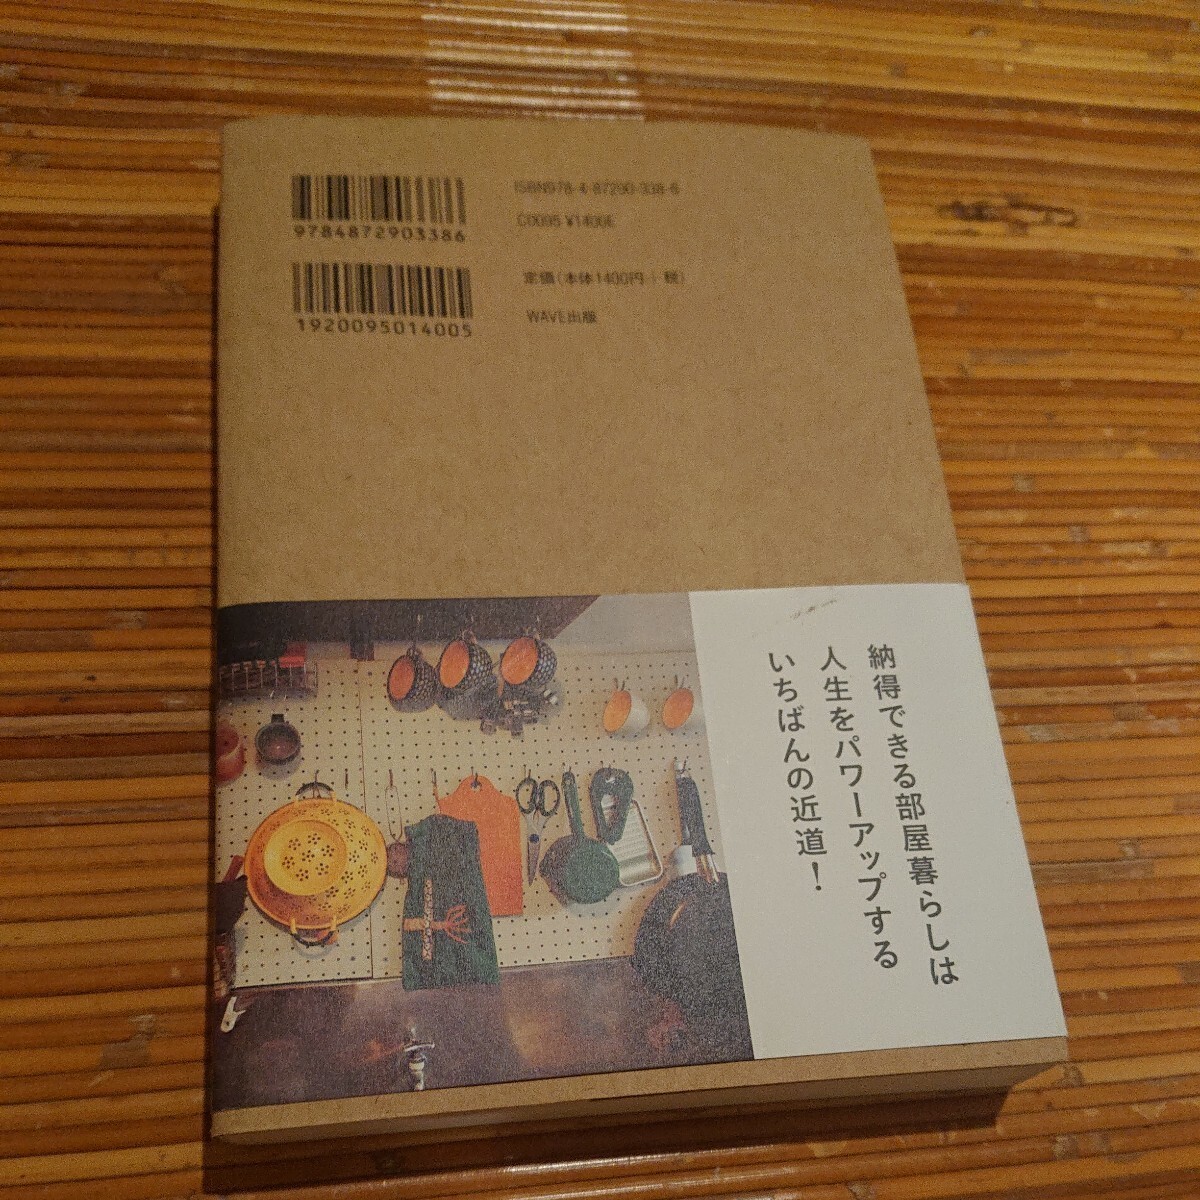 9784872903386
1920095014005
ISBN978-4-87290-338-6
C0095 ¥1400E
定価(本体1400円+税)
WAVE出版
納得できる部屋暮らしは
人生をパワーアップする
いちばんの近道！